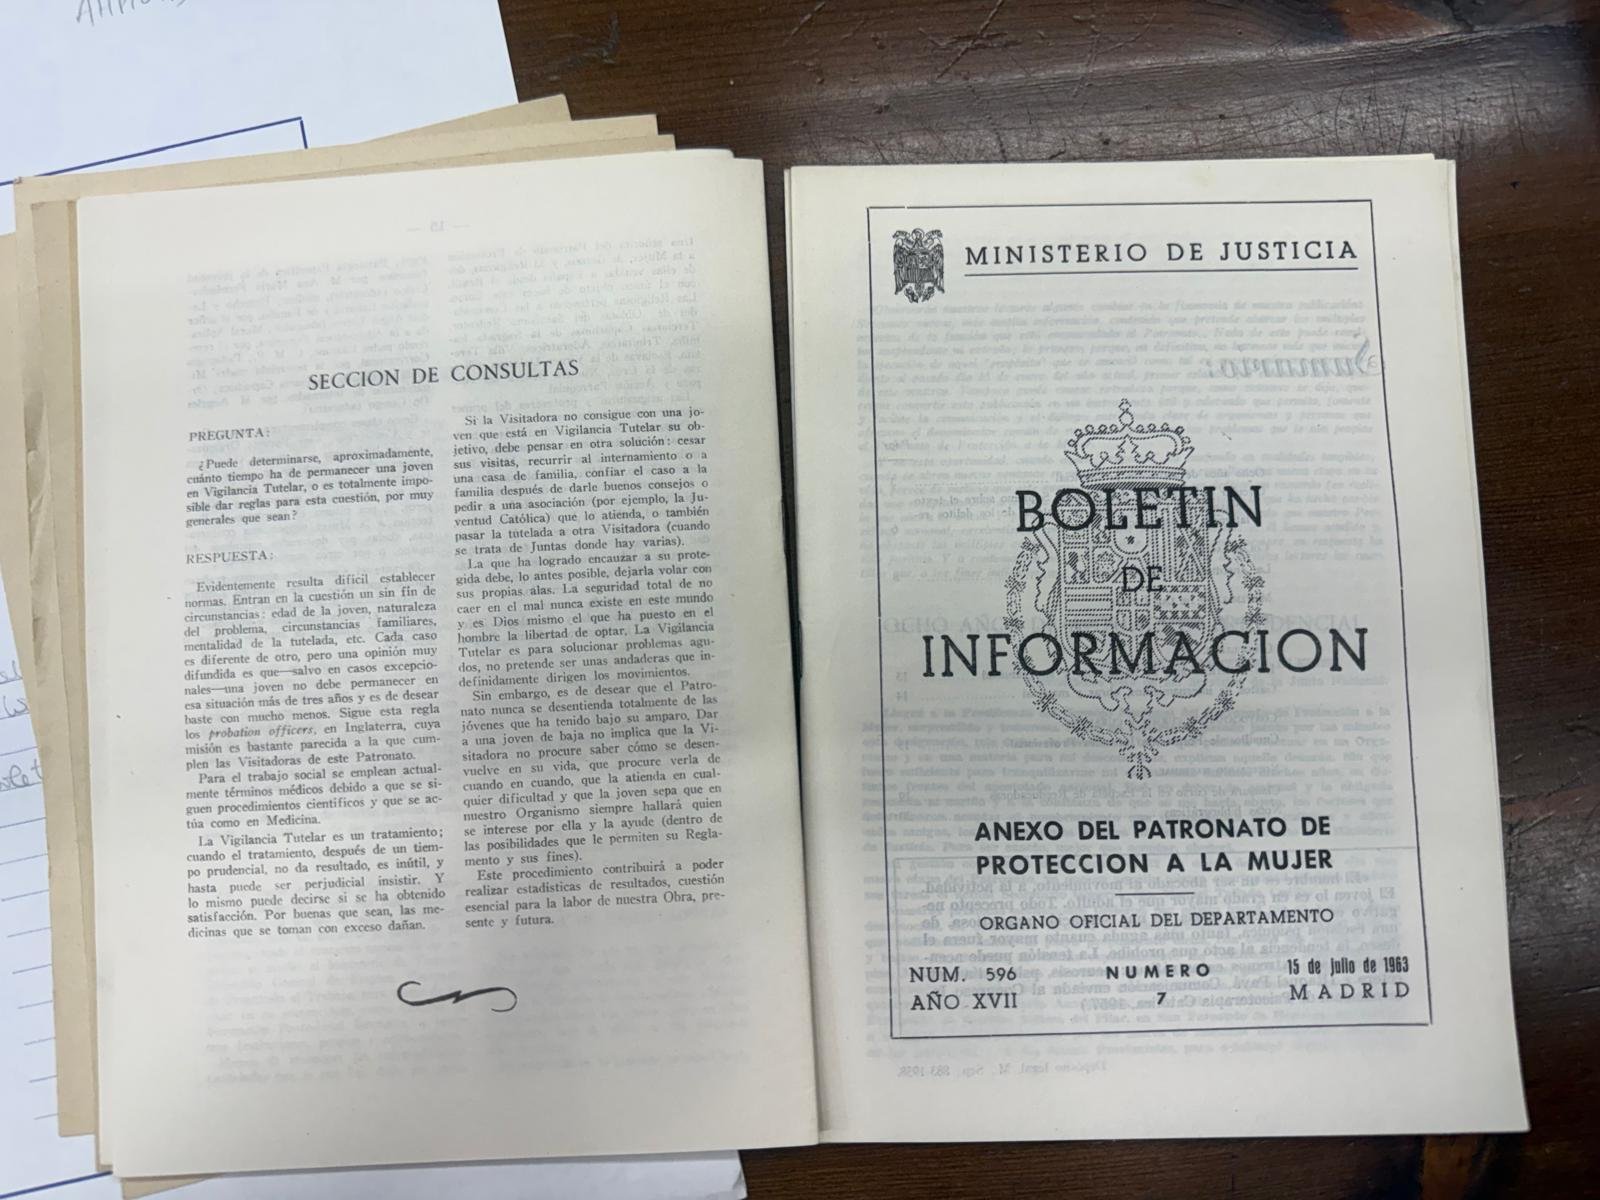 SECCION DE CONSULTAS
PREGUNTA:
¿Puede determinarse, aproximadamente,
cuánto tiempo ha de permanecer una joven
en Vigilancia Tutelar, o es totalmente impo-
sible dar reglas para esta cuestión, por muy
generales que sean?
RESPUESTA:
Evidentemente resulta difícil establecer
normas. Entran en la cuestión un sin fin de
circunstancias: edad de la joven, naturaleza
del problema, circunstancias familiares,
mentalidad de la tutelada, etc. Cada caso
es diferente de otro, pero una opinión muy
difundida es que—salvo en casos excepcio-
nales—una joven no debe permanecer en
esa situación más de tres años y es de desear
baste con mucho menos. Sigue esta regla
los probation officers, en Inglaterra, cuya
misión es bastante parecida a la que cum-
plen las Visitadoras de este Patronato.
Para el trabajo social se emplean actual-
mente términos médicos debido a que se si-
guen procedimientos científicos y que se ac-
túa como en Medicina.
La Vigilancia Tutelar es un tratamiento;
cuando el tratamiento, después de un tiem-
po prudencial, no da resultado, es inútil, y
hasta puede ser perjudicial insistir. Y
lo mismo puede decirse si se ha obtenido
satisfacción. Por buenas que sean, las me-
dicinas que se toman con exceso dañan.
Si la Visitadora no consigue con una jo-
ven que está en Vigilancia Tutelar su ob-
jetivo, debe pensar en otra solución: cesar
sus visitas, recurrir al internamiento o a
una casa de familia, confiar el caso a la
familia después de darle buenos consejos o
pedir a una asociación (por ejemplo, la Ju-
ventud Católica) que lo atienda, o también
pasar la tutelada a otra Visitadora (cuando
se trata de Juntas donde hay varias).
La que ha logrado encauzar a su prote-
gida debe, lo antes posible, dejarla volar con
sus propias alas. La seguridad total de no
caer en el mal nunca existe en este mundo
y es Dios mismo el que ha puesto en el
hombre la libertad de optar. La Vigilancia
Tutelar es para solucionar problemas agu-
dos, no pretende ser unas andaderas que in-
definidamente dirigen los movimientos.
Sin embargo, es de desear que el Patro-
nato nunca se desentienda totalmente de las
jóvenes que ha tenido bajo su amparo. Dar
a una joven de baja no implica que la Vi-
sitadora no procure saber cómo se desen-
vuelve en su vida, que procure verla de
cuando en cuando, que la atienda en cual-
quier dificultad y que la joven sepa que en
nuestro Organismo siempre hallará quien
se interese por ella y la ayude (dentro de
las posibilidades que le permiten su Regla-
mento y sus fines).
Este procedimiento contribuirá a poder
realizar estadísticas de resultados, cuestión
esencial para la labor de nuestra Obra, pre-
sente y futura.
MINISTERIO DE JUSTICIA
BOLETIN
DE
INFORMACION
ANEXO DEL PATRONATO DE
PROTECCION A LA MUJER
ORGANO OFICIAL DEL DEPARTAMENTO
NUM. 596
AÑO XVII
NUMERO
7
15 de julio de 1963
MADRID